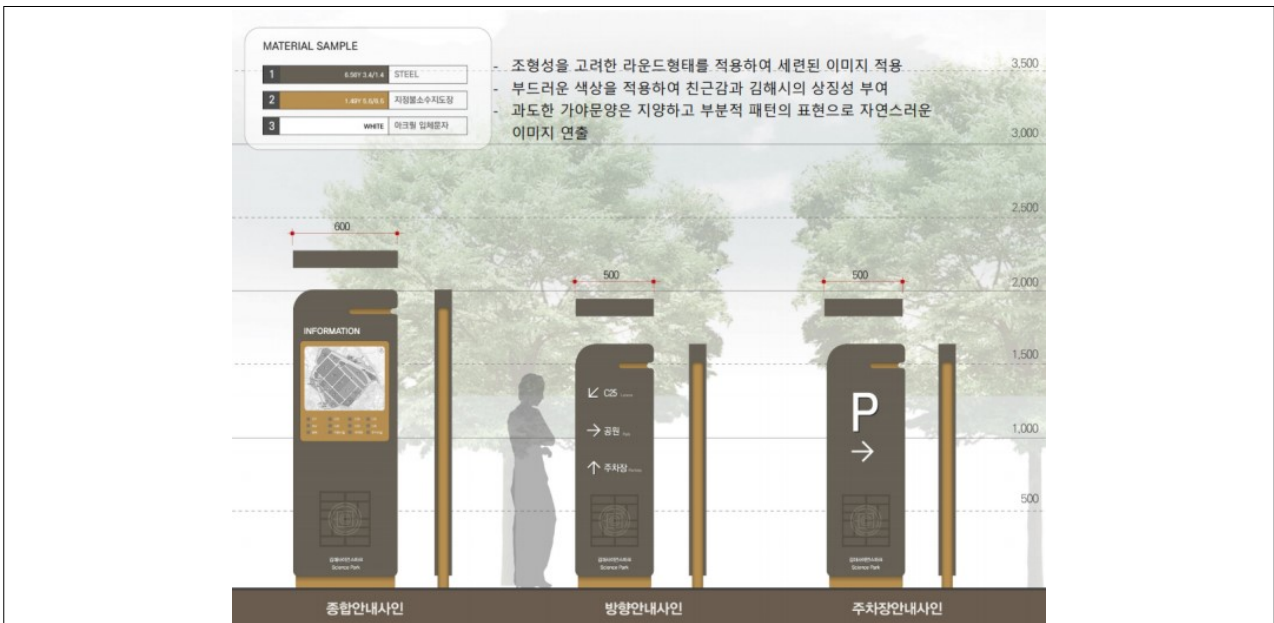 MATERIAL SAMPLE
1 6.58Y 3.4/1.4 STEEL
2 지정불소수지도장
3 WHITE 아크릴 입체문자
- 조형성을 고려한 라운드형태를 적용하여 세련된 이미지 적용
- 부드러운 색상을 적용하여 친근감과 김해시의 상징성 부여
- 과도한 가야문양은 지양하고 부분적 패턴의 표현으로 자연스러운
이미지 연출
3,500
3,000
2,500
2,000
1,500
1,000
500
600
500
500
INFORMATION
C25
공원 Park
주차장
P
Science Park
Science Park
Science Park
종합안내사인
방향안내사인
주차장안내사인